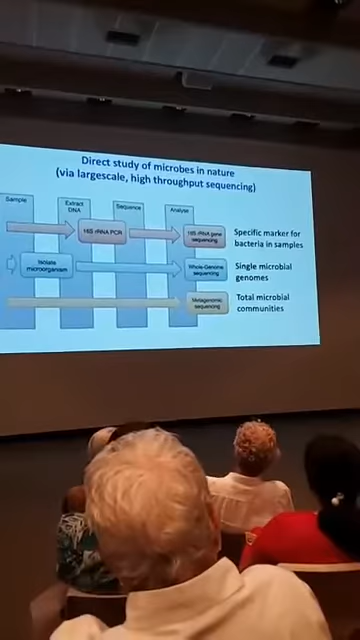 Direct study of microbes in nature
(via largescale, high throughput sequencing)
Sample
Extract
DNA
Sequence
Analyse
16S rRNA PCR
16S rRNA gene
sequencing
Specific marker for
bacteria in samples
Isolate
microorganism
Whole-Genome
sequencing
Single microbial
genomes
Metagenomic
sequencing
Total microbial
communities